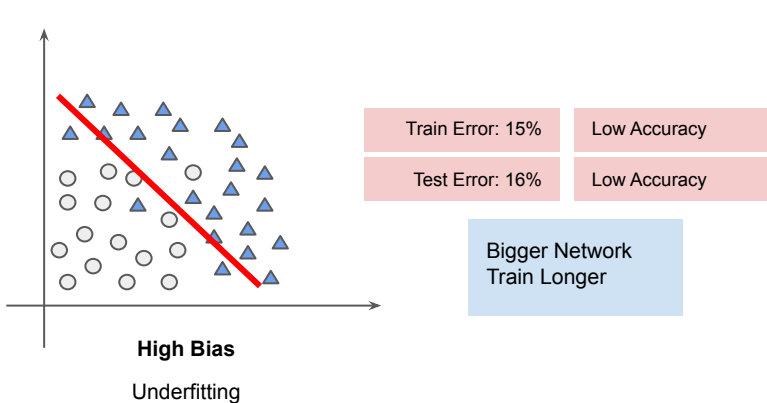 Train Error: 15%
Low Accuracy
Test Error: 16%
Low Accuracy
Bigger Network
Train Longer
High Bias
Underfitting